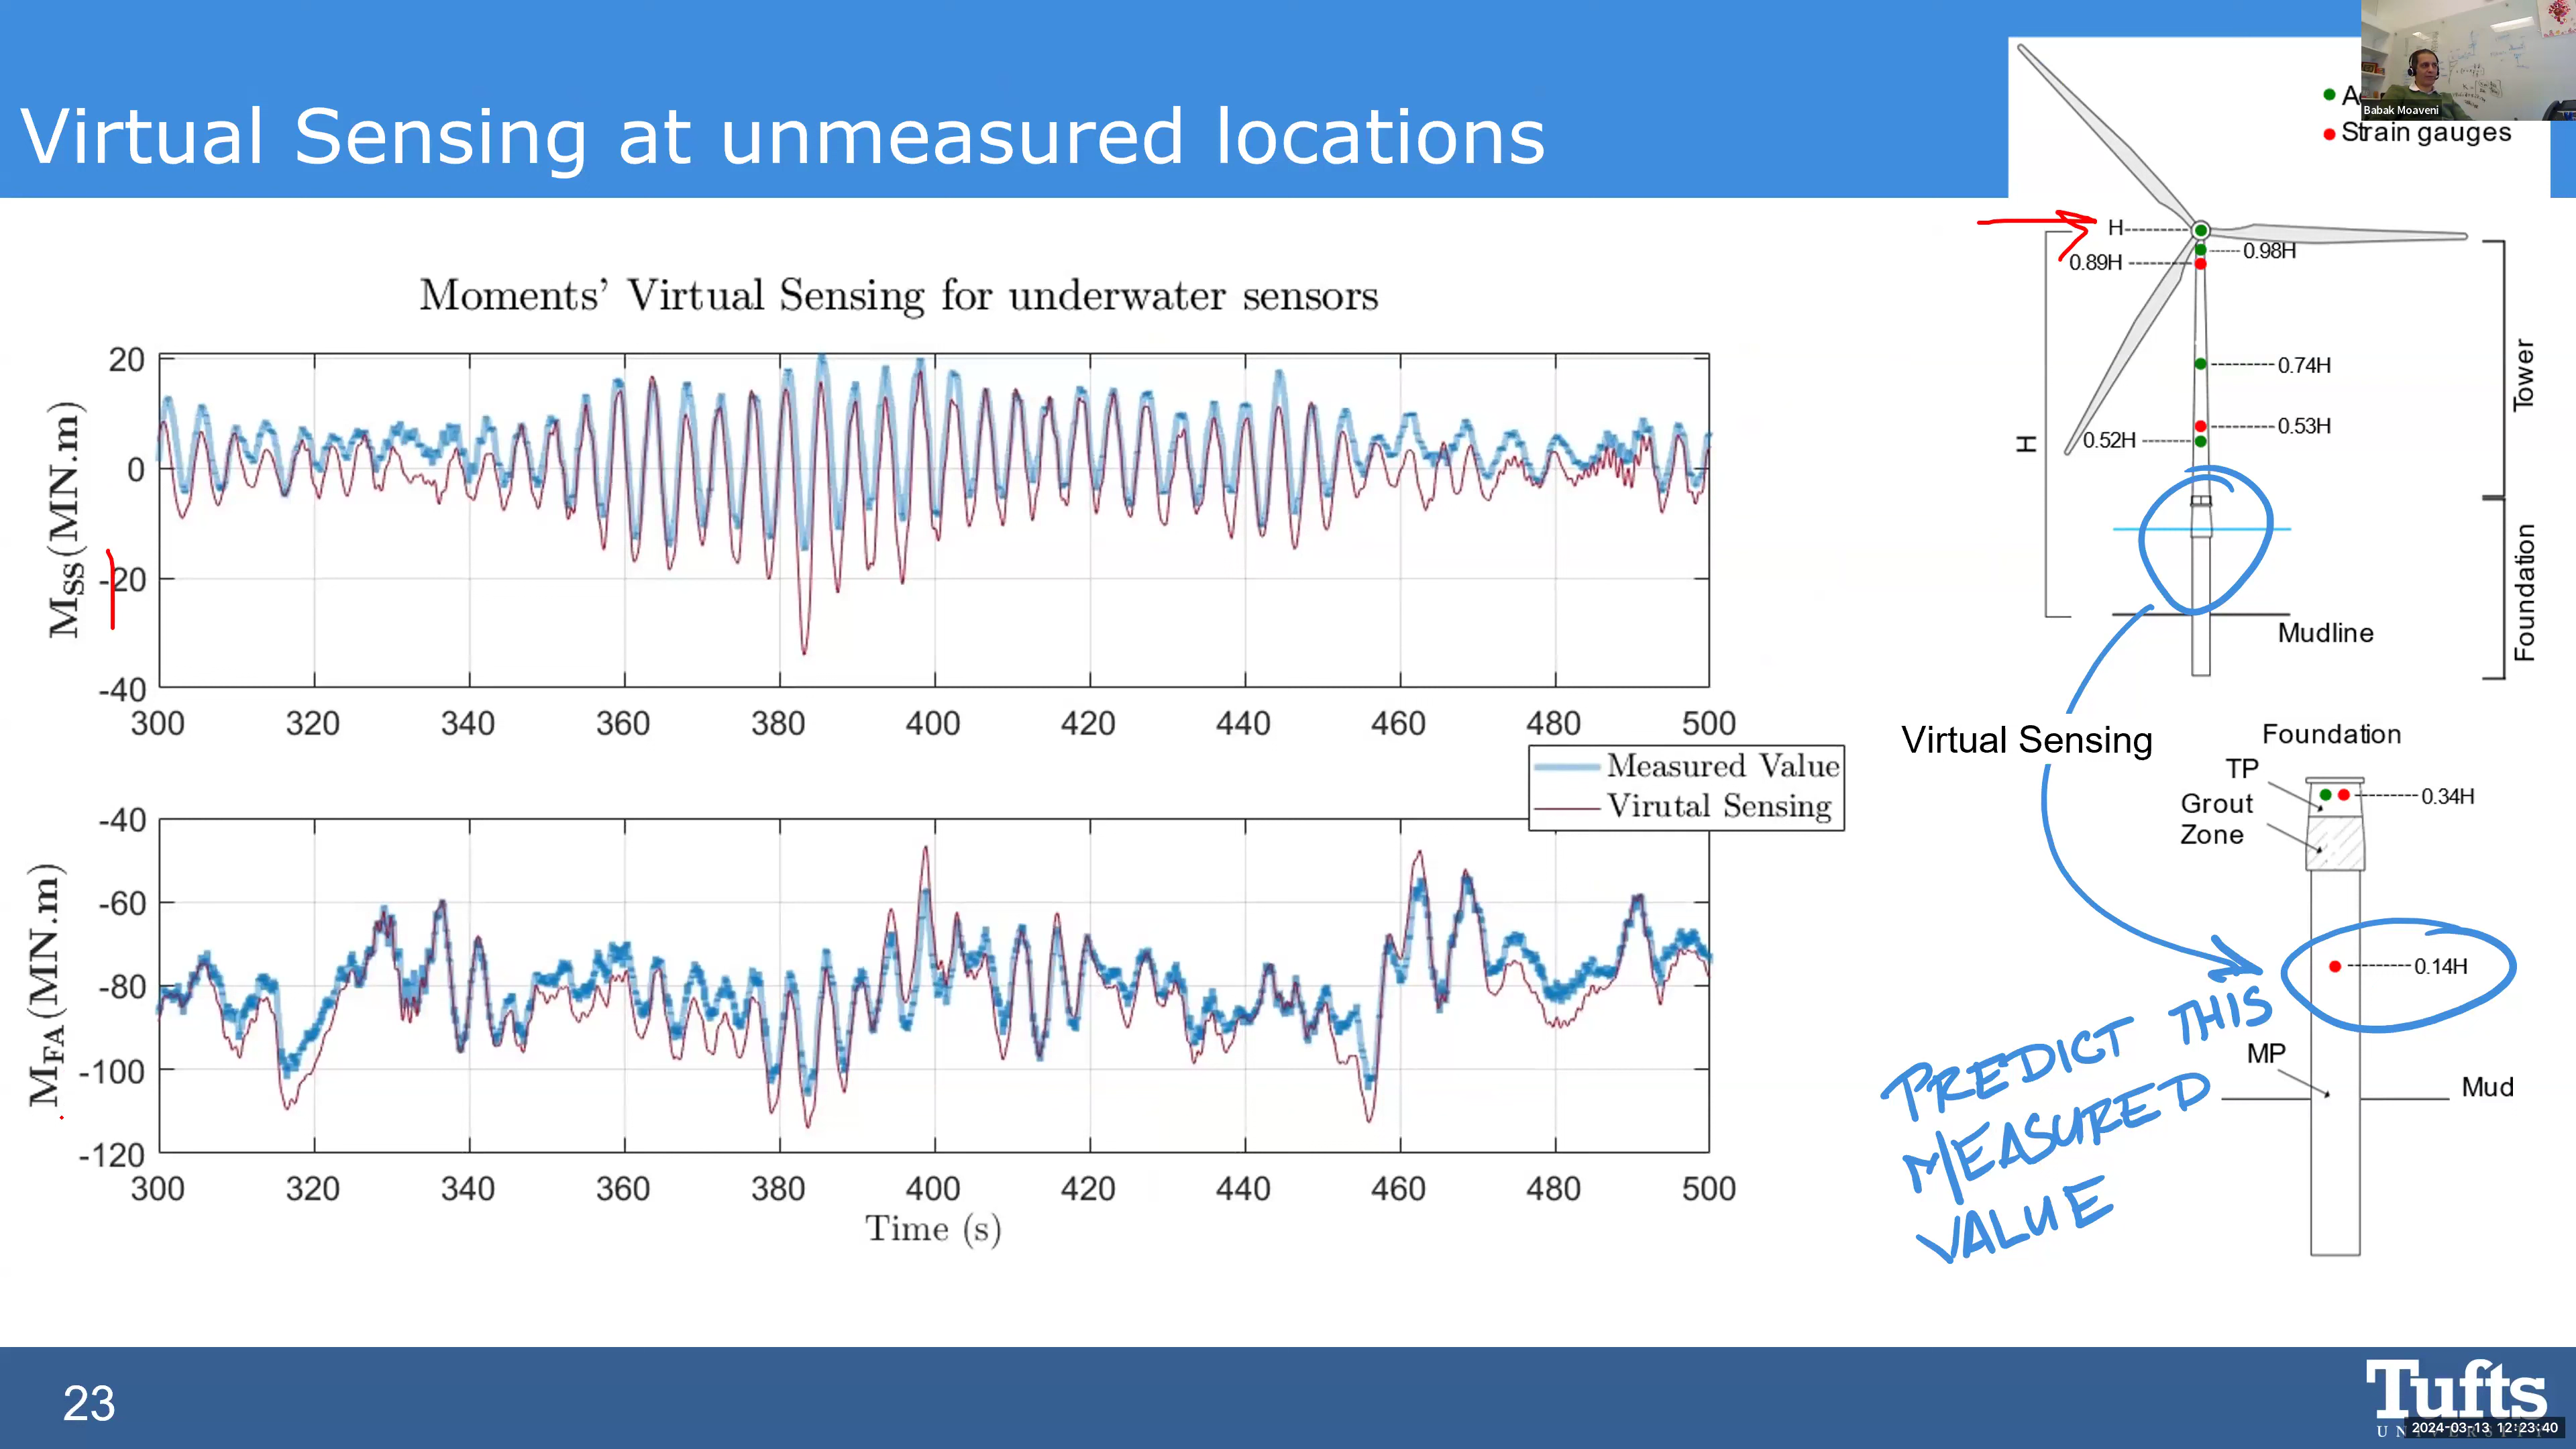 Virtual Sensing at unmeasured locations
Babak Moaveni
Strain gauges
Moments' Virtual Sensing for underwater sensors
M_SS(MN.m)
20
0
-20
-40
300 320 340 360 380 400 420 440 460 480 500
Measured Value
Virutal Sensing
M_FA(MN.m)
-40
-60
-80
-100
-120
300 320 340 360 380 400 420 440 460 480 500
Time (s)
H
0.98H
0.89H
0.74H
0.53H
0.52H
H
Tower
Foundation
Mudline
Virtual Sensing
Foundation
TP
0.34H
Grout
Zone
0.14H
PREDICT THIS
MEASURED
VALUE
MP
Mud
23
Tufts
2024-03-13 12:23:40